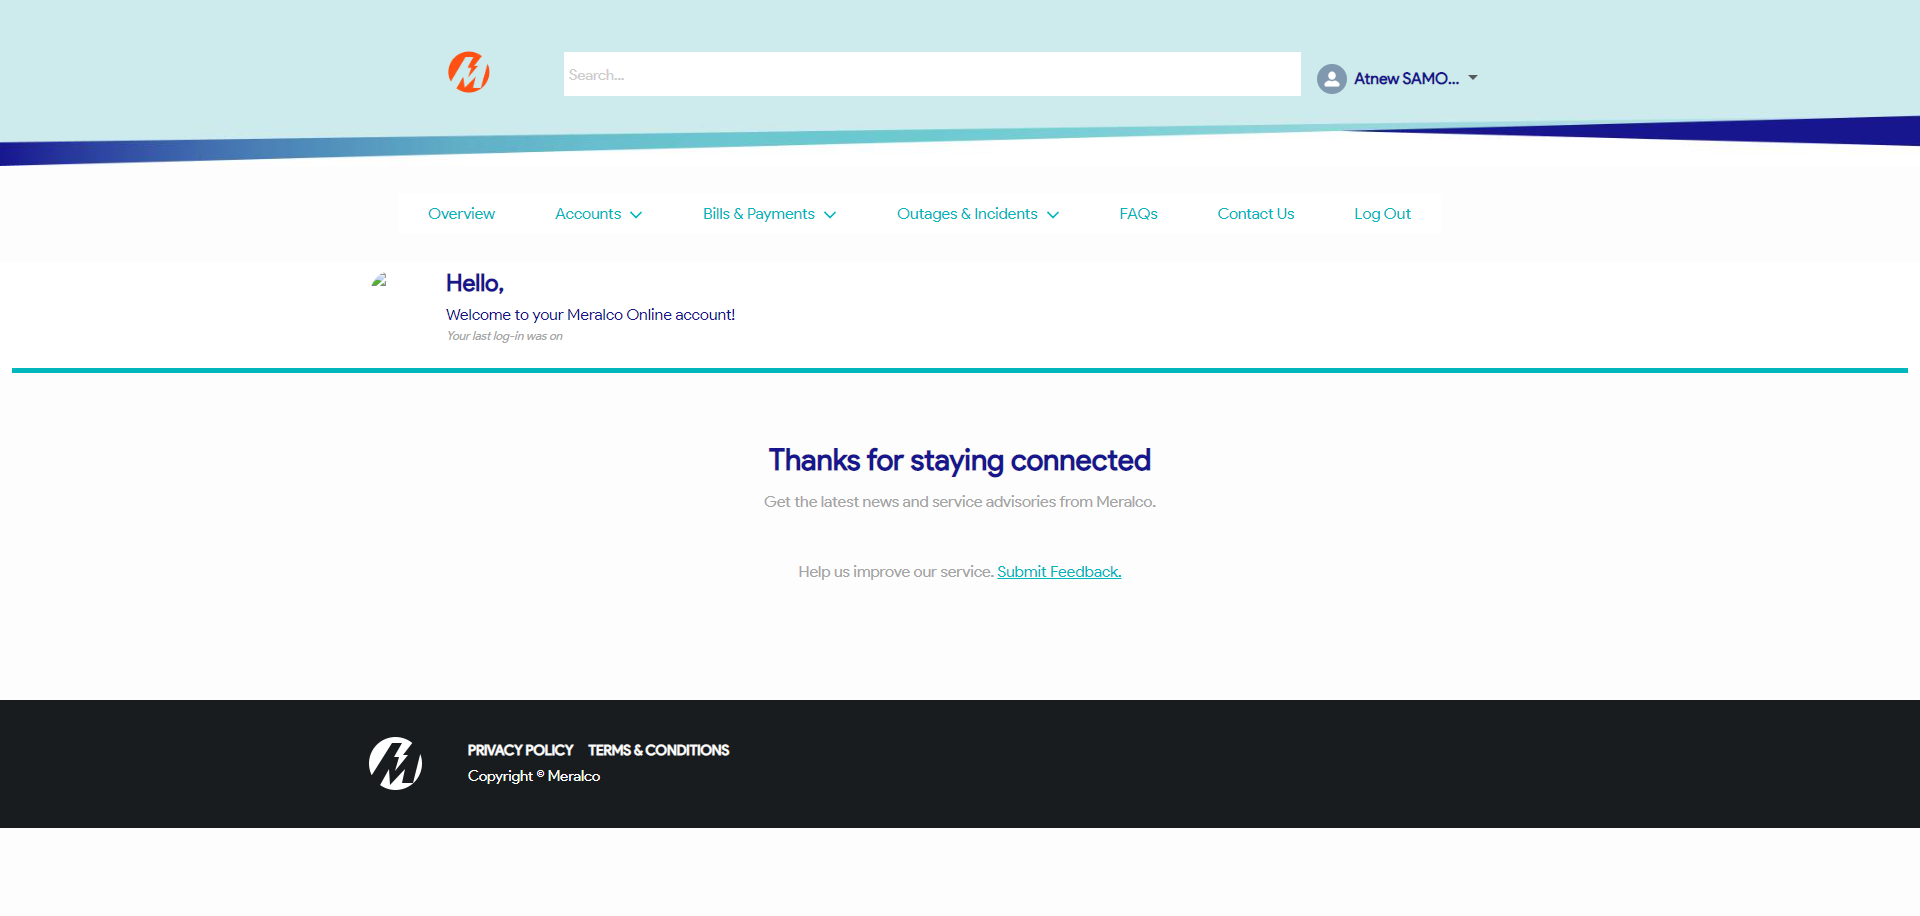 Search...
Atnew SAMO...
Overview Accounts Bills & Payments Outages & Incidents FAQs Contact Us Log Out
Hello,
Welcome to your Meralco Online account!
Your last log-in was on
Thanks for staying connected
Get the latest news and service advisories from Meralco.
Help us improve our service. Submit Feedback.
PRIVACY POLICY TERMS & CONDITIONS
Copyright © Meralco